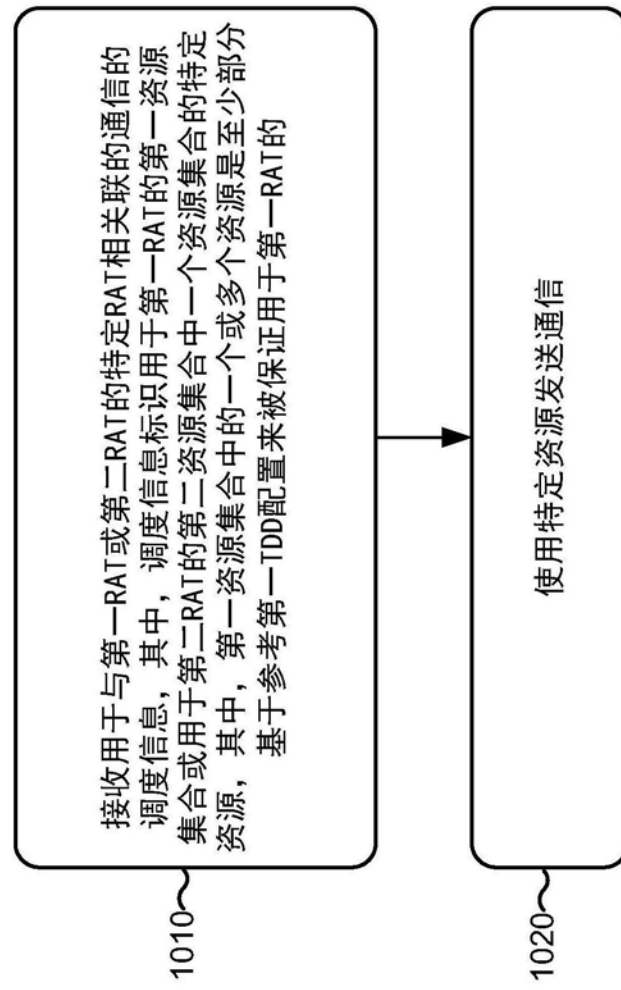 1010
接收用于与第一RAT或第二RAT的特定RAT相关联的通信的
调度信息，其中，调度信息标识用于第一RAT的第一资源
集合或用于第二RAT的第二资源集合中一个资源集合的特定
资源，其中，第一资源集合中的一个或多个资源是至少部分
基于参考第一TDD配置来被保证用于第一RAT的
1020
使用特定资源发送通信